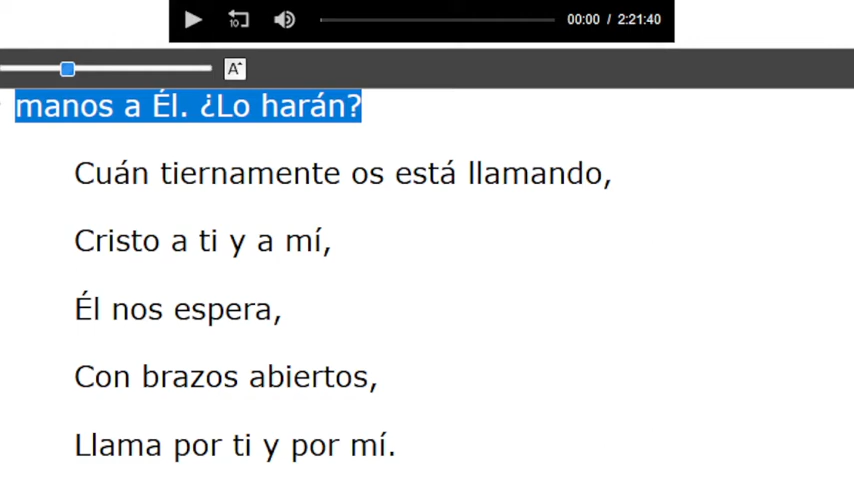 10 00:00 / 2:21:40
A
manos a Él. ¿Lo harán?
Cuán tiernamente os está llamando,
Cristo a ti y a mí,
Él nos espera,
Con brazos abiertos,
Llama por ti y por mí.